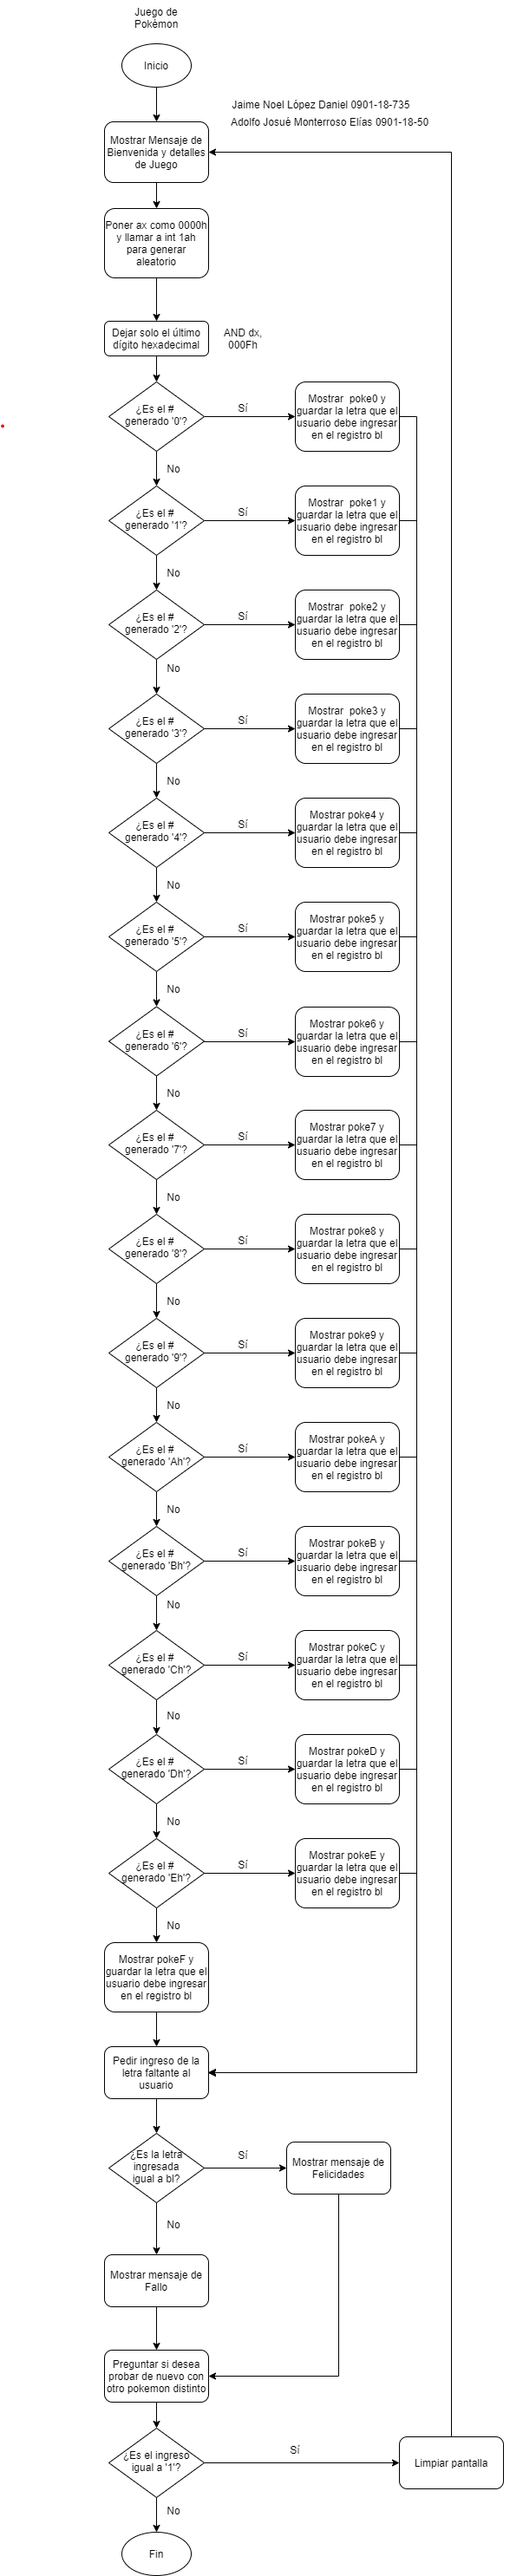 Juego de
Pokémon
Inicio
Jaime Noel López Daniel 0901-18-735
Adolfo Josué Monterroso Elías 0901-18-50
Mostrar Mensaje de
Bienvenida y detalles
de Juego
Poner ax como 0000h
y llamar a int 1ah
para generar
aleatorio
Dejar solo el último
dígito hexadecimal
AND dx,
000Fh
¿Es el #
generado '0'?
Sí
Mostrar poke0 y
guardar la letra que el
usuario debe ingresar
en el registro bl
No
¿Es el #
generado '1'?
Sí
Mostrar poke1 y
guardar la letra que el
usuario debe ingresar
en el registro bl
No
¿Es el #
generado '2'?
Sí
Mostrar poke2 y
guardar la letra que el
usuario debe ingresar
en el registro bl
No
¿Es el #
generado '3'?
Sí
Mostrar poke3 y
guardar la letra que el
usuario debe ingresar
en el registro bl
No
¿Es el #
generado '4'?
Sí
Mostrar poke4 y
guardar la letra que el
usuario debe ingresar
en el registro bl
No
¿Es el #
generado '5'?
Sí
Mostrar poke5 y
guardar la letra que el
usuario debe ingresar
en el registro bl
No
¿Es el #
generado '6'?
Sí
Mostrar poke6 y
guardar la letra que el
usuario debe ingresar
en el registro bl
No
¿Es el #
generado '7'?
Sí
Mostrar poke7 y
guardar la letra que el
usuario debe ingresar
en el registro bl
No
¿Es el #
generado '8'?
Sí
Mostrar poke8 y
guardar la letra que el
usuario debe ingresar
en el registro bl
No
¿Es el #
generado '9'?
Sí
Mostrar poke9 y
guardar la letra que el
usuario debe ingresar
en el registro bl
No
¿Es el #
generado 'Ah'?
Sí
Mostrar pokeA y
guardar la letra que el
usuario debe ingresar
en el registro bl
No
¿Es el #
generado 'Bh'?
Sí
Mostrar pokeB y
guardar la letra que el
usuario debe ingresar
en el registro bl
No
¿Es el #
generado 'Ch'?
Sí
Mostrar pokeC y
guardar la letra que el
usuario debe ingresar
en el registro bl
No
¿Es el #
generado 'Dh'?
Sí
Mostrar pokeD y
guardar la letra que el
usuario debe ingresar
en el registro bl
No
¿Es el #
generado 'Eh'?
Sí
Mostrar pokeE y
guardar la letra que el
usuario debe ingresar
en el registro bl
No
Mostrar pokeF y
guardar la letra que el
usuario debe ingresar
en el registro bl
Pedir ingreso de la
letra faltante al
usuario
¿Es la letra
ingresada
igual a bl?
Sí
Mostrar mensaje de
Felicidades
No
Mostrar mensaje de
Fallo
Preguntar si desea
probar de nuevo con
otro pokemon distinto
¿Es el ingreso
igual a '1'?
Sí
Limpiar pantalla
No
Fin